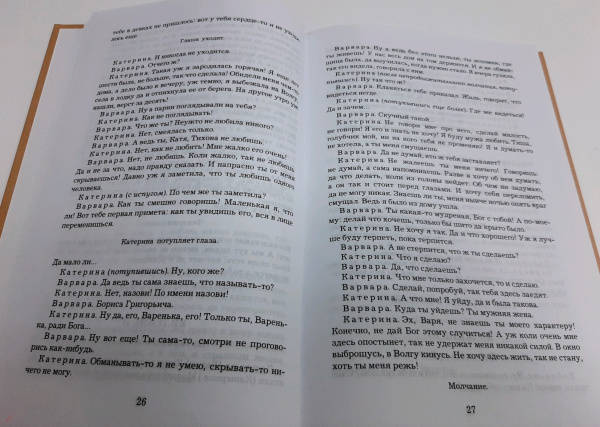 тебе в девках не пришлось: вот у тебя сердце-то и не уходилось еще.
Глаша уходит.
Катерина. И никогда не уходится.
Варвара. Отчего ж?
Катерина. Такая уж я зародилась горячая! Я еще лет
шести была, не больше, так что сделала! Обидели меня чем-то
дома, а дело было к вечеру, уж темно, я выбежала на Волгу,
села в лодку да и отпихнула ее от берега. На другое утро уж
нашли, верст за десять!
Варвара. Ну а парни поглядывали на тебя?
Катерина. Как не поглядывать!
Варвара. Что же ты? Неужто не любила никого?
Катерина. Нет, смеялась только.
Варвара. А ведь ты, Катя, Тихона не любишь.
Катерина. Нет, как не любить! Мне жалко его очень!
Варвара. Нет, не любишь. Коли жалко, так не любишь.
Да и не за что, надо правду сказать. И напрасно ты от меня
скрываешься! Давно уж я заметила, что ты любишь одного
человека.
Катерина (с испугом). По чем же ты заметила?
Варвара. Как ты смешно говоришь! Маленькая я, что
ли! Вот тебе первая примета: как ты увидишь его, вся в лице
переменишься.
Катерина потупляет глаза.
Да мало ли...
Катерина (потупившись). Ну, кого же?
Варвара. Да ведь ты сама знаешь, что называть-то?
Катерина. Нет, назови! По имени назови!
Варвара. Бориса Григорьича.
Катерина. Ну да, его, Варенька, его! Только ты, Варень-
ка, ради Бога...
Варвара. Ну вот еще! Ты сама-то, смотри не прогово-
рись как-нибудь.
Катерина. Обманывать-то я не умею, скрывать-то ни-
чего не могу.
26
Варвара. Ну а ведь без этого нельзя; ты вспомни, где
ты живешь! У нас ведь дом на том держится. И я не обман-
щица была, да выучилась, когда нужно стало. Я вчера гуляла,
Катерина (после непродолжительного молчания, потупившись). Ну так что ж?
Варвара. Кланяться тебе приказал. Жаль, говорит, что
видеться негде.
Катерина (потупившись еще более). Где же видеться!
Да и зачем...
Варвара. Скучный такой...
Катерина. Не говори мне про него, сделай милость,
не говори! Я его и знать не хочу! Я буду мужа любить. Тиша,
голубчик мой, ни на кого тебя не променяю! Я и думать-то
не хотела, а ты меня смущаешь.
Варвара. Да не думай, кто ж тебя заставляет?
Катерина. Не жалеешь ты меня ничего! Говоришь:
не думай, а сама напоминаешь. Разве я хочу об нем думать?
Да что делать, коли из головы нейдет. Об чем ни задумаю,
а он так и стоит перед глазами. И хочу себя переломить,
да не могу никак. Знаешь ли ты, меня нынче ночью опять враг
смущал. Ведь я было из дому ушла.
Варвара. Ты какая-то мудреная, Бог с тобой! А по-мое-
му: делай что хочешь, только бы шито да крыто было.
Катерина. Не хочу я так. Да и что хорошего! Уж я луч-
ше буду терпеть, пока терпится.
Варвара. А не стерпится, что ж ты сделаешь?
Катерина. Что я сделаю?
Варвара. Да, что сделаешь?
Катерина. Что мне только захочется, то и сделаю.
Варвара. Сделай, попробуй, так тебя здесь заедят.
Катерина. А что мне! Я уйду, да и была такова.
Варвара. Куда ты уйдешь! Ты мужняя жена.
Катерина. Эх, Варя, не знаешь ты моего характеру!
Конечно, не дай Бог этому случиться! А уж коли очень мне
здесь опостынет, так не удержат меня никакой силой. В окно
выброшусь, в Волгу кинусь. Не хочу здесь жить, так не стану,
хоть ты меня режь!
Молчание.
27